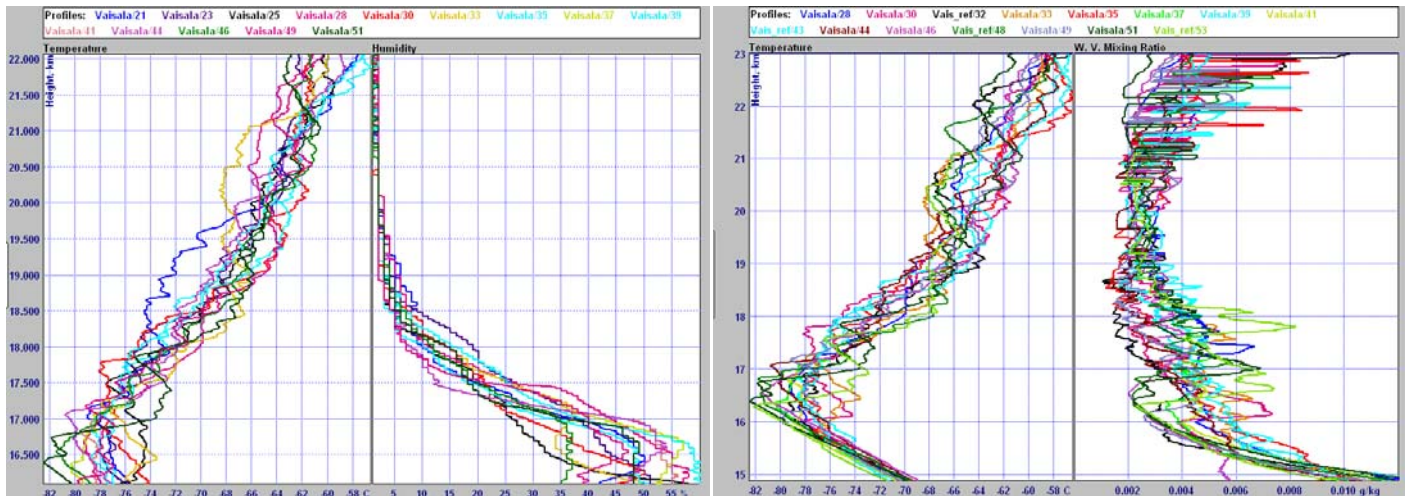 Profiles: Vaisala/21 Vaisala/23 Vaisala/25 Vaisala/28 Vaisala/30 Vaisala/33 Vaisala/35 Vaisala/37 Vaisala/39
Vaisala/41 Vaisala/44 Vaisala/46 Vaisala/49 Vaisala/51
Temperature Humidity
Height, km
22.000
21.500
21.000
20.500
20.000
19.500
19.000
18.500
18.000
17.500
17.000
16.500
-82 -80 -78 -76 -74 -72 -70 -68 -66 -64 -62 -60 -58 C 5 10 20 30 40 45 50 55 %
Profiles: Vaisala/28 Vaisala/30 Vais_ref/32 Vaisala/33 Vaisala/35 Vaisala/37 Vaisala/39 Vaisala/41
Vais_ref/43 Vaisala/44 Vaisala/46 Vais_ref/48 Vaisala/49 Vaisala/51 Vais_ref/53
Temperature W. V. Mixing Ratio
Height, km
23
22
21
20
19
18
17
16
15
-82 -80 -78 -76 -74 -72 -70 -68 -66 -64 -62 -60 -58 C 0.002 0.004 0.006 0.008 0.010 g/kg